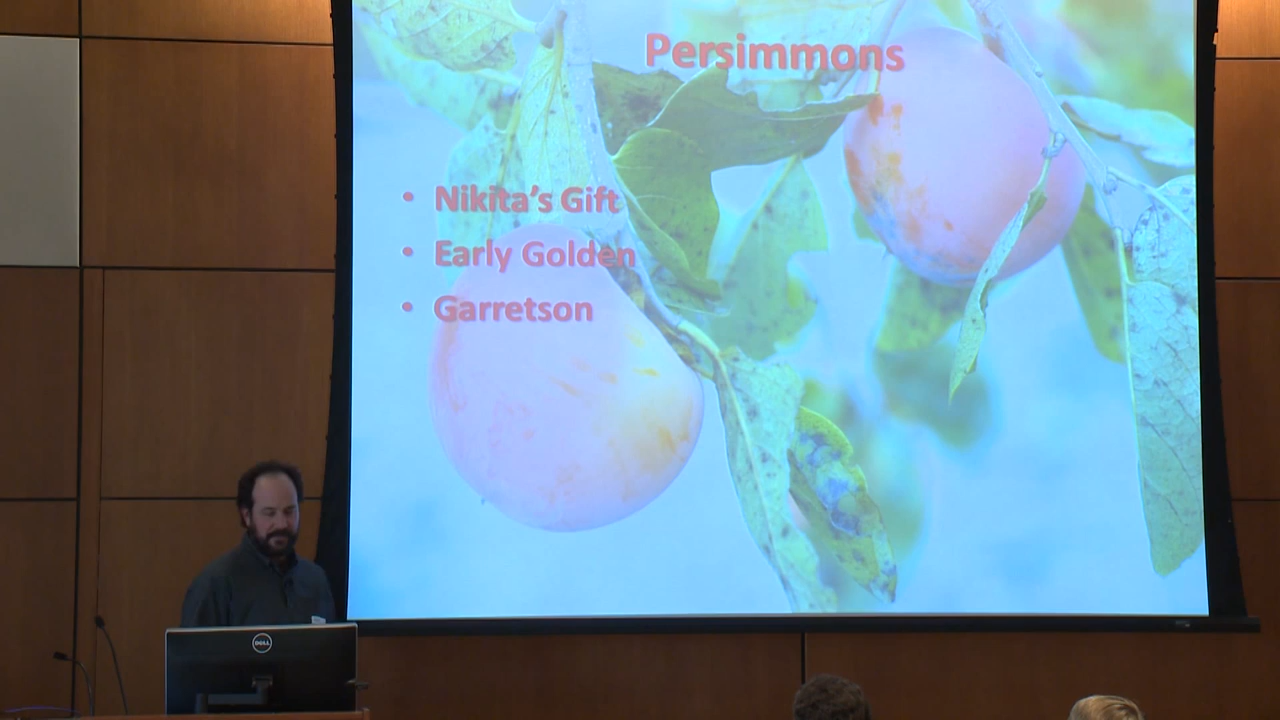 Persimmons
• Nikita's Gift
• Early Golden
• Garretson
DELL